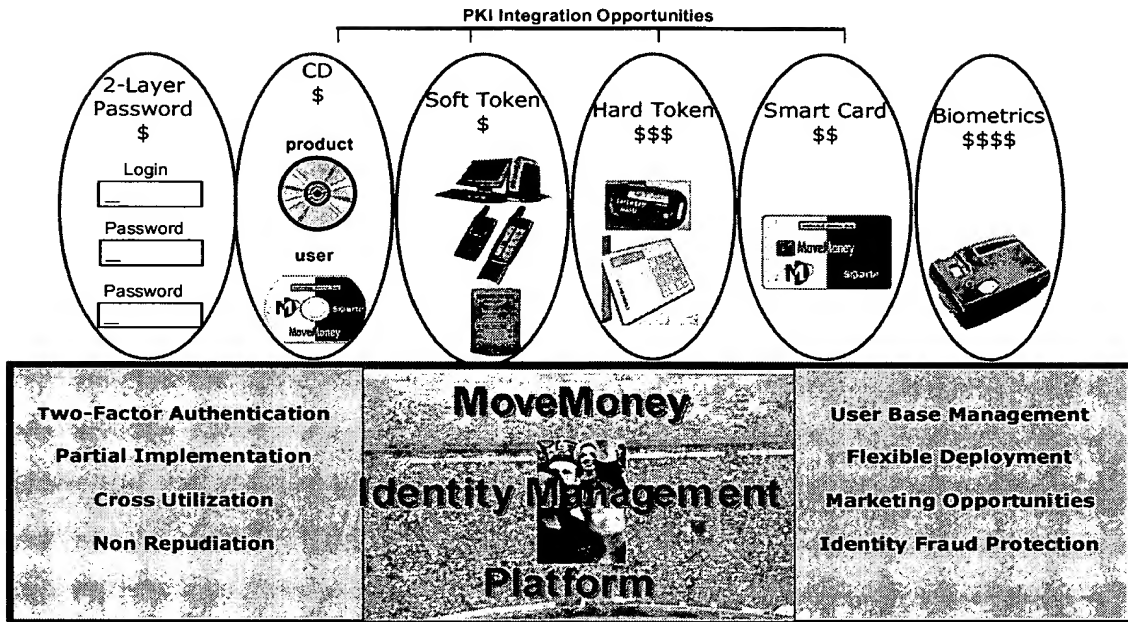 PKI Integration Opportunities
2-Layer
Password
$
Login
Password
Password
CD
$
product
user
MoveMoney
Soft Token
$
Hard Token
$$$
Smart Card
$$
MoveMoney
Biometrics
$$$$
Two-Factor Authentication
Partial Implementation
Cross Utilization
Non Repudiation
MoveMoney
Identity Management
Platform
User Base Management
Flexible Deployment
Marketing Opportunities
Identity Fraud Protection